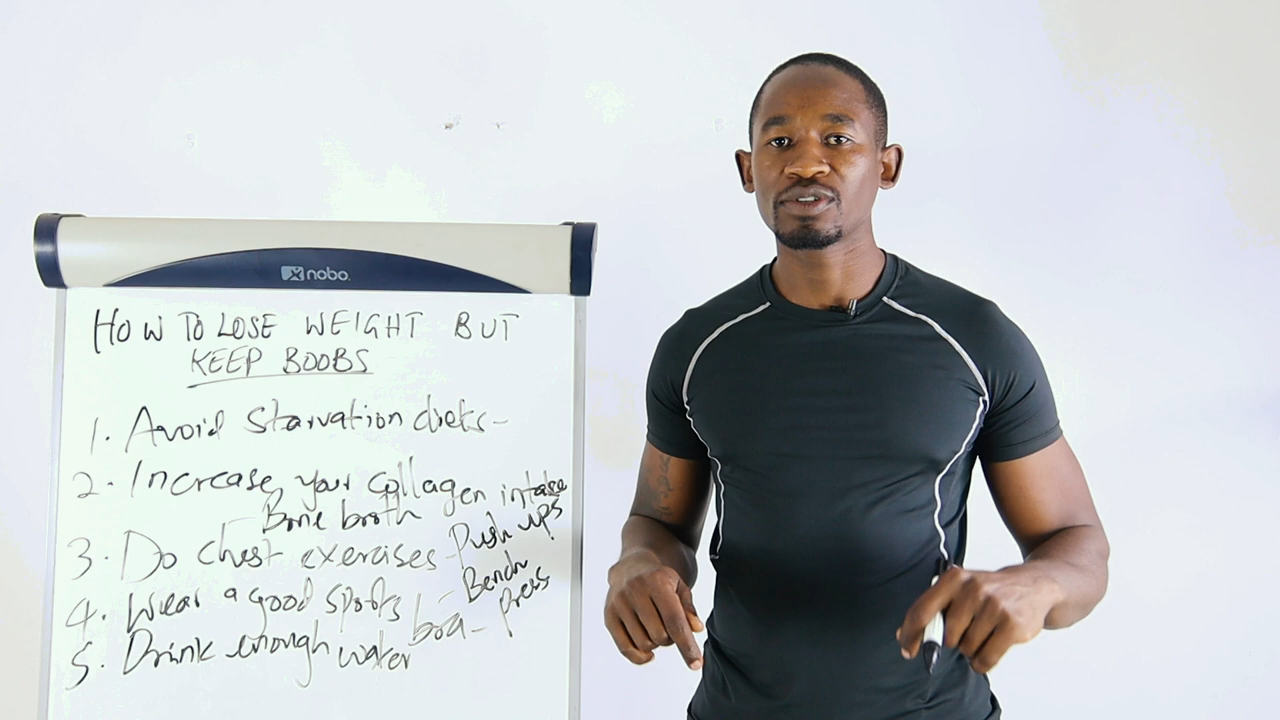 nobo
HOW TO LOSE WEIGHT BUT
KEEP BOOBS
1. Avoid starvation diets-
2. Increase your collagen intake
Bone broth
3. Do chest exercises - Push ups
- Bench Press
4. Wear a good sports bra-
5. Drink enough water